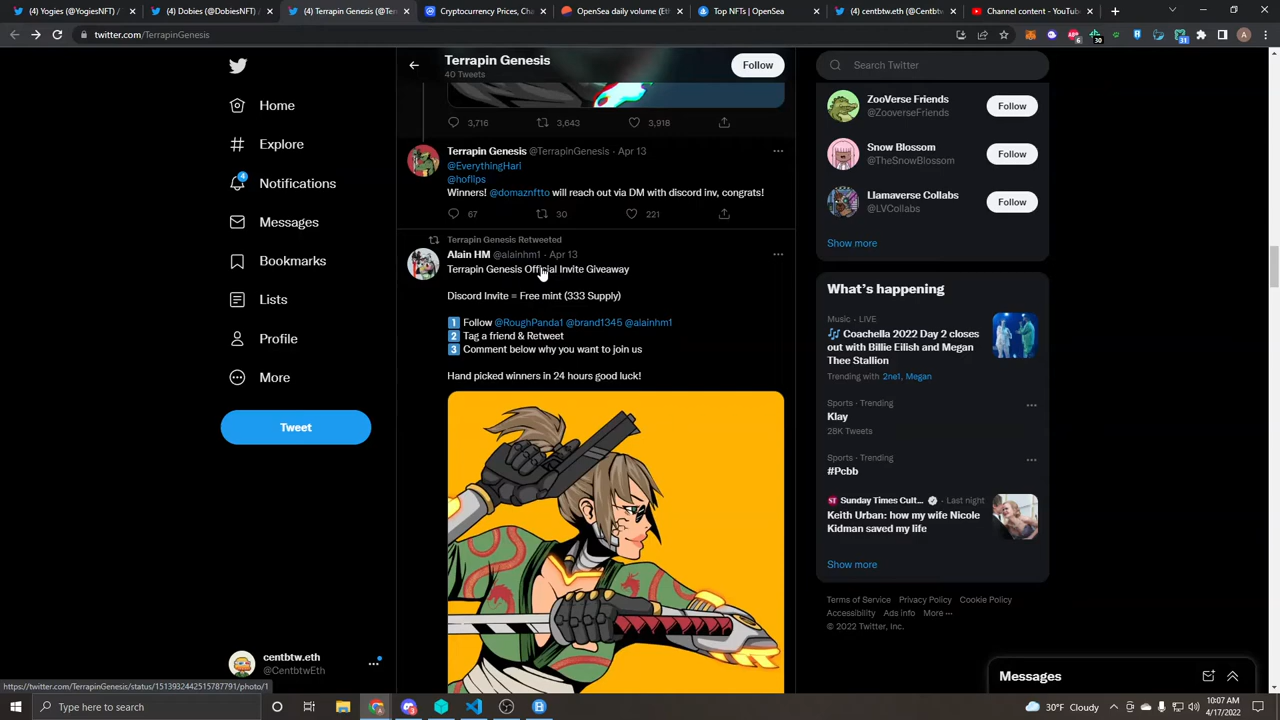 (4) Yogies (@YogiesNFT) /
(4) Dobies (@DobiesNFT) /
(4) Terrapin Genesis (@Ter
Cryptocurrency Prices, Ch
OpenSea daily volume (Eth
Top NFTs | OpenSea
(4) centbtw.eth (@Centbtw
Channel content - YouTube
twitter.com/TerrapinGenesis
Terrapin Genesis
40 Tweets
Follow
Search Twitter
Home
Explore
4
Notifications
Messages
Bookmarks
Lists
Profile
More
Tweet
centbtw.eth
@CentbtwEth
3,716
3,643
3,918
Terrapin Genesis @TerrapinGenesis · Apr 13
@EverythingHarl
@hofllps
Winners! @domaznftto will reach out via DM with discord inv, congrats!
67
30
221
Terrapin Genesis Retweeted
Alain HM @alainhm1 · Apr 13
Terrapin Genesis Official Invite Giveaway
Discord Invite = Free mint (333 Supply)
1 Follow @RoughPanda1 @brand1345 @alainhm1
2 Tag a friend & Retweet
3 Comment below why you want to join us
Hand picked winners in 24 hours good luck!
ZooVerse Friends
@ZooverseFriends
Follow
Snow Blossom
@TheSnowBlossom
Follow
Llamaverse Collabs
@LVCollabs
Follow
Show more
What's happening
Music · LIVE
🎶 Coachella 2022 Day 2 closes
out with Billie Eilish and Megan
Thee Stallion
Trending with 2ne1, Megan
Sports · Trending
Klay
28K Tweets
Sports · Trending
#Pcbb
Sunday Times Cult... · Last night
Keith Urban: how my wife Nicole
Kidman saved my life
Show more
Terms of Service Privacy Policy Cookie Policy
Accessibility Ads info More ···
© 2022 Twitter, Inc.
Messages
https://twitter.com/TerrapinGenesis/status/1513932442515787791/photo/1
Type here to search
30°F Cloudy
10:07 AM
4/17/2022